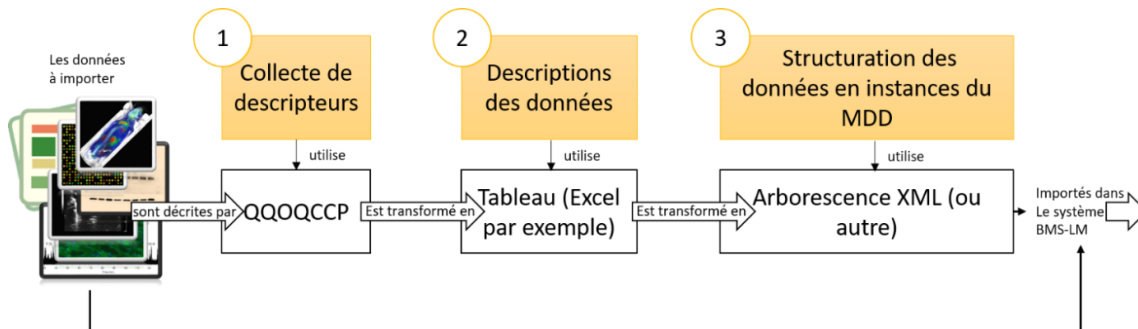 Les données
à importer
1
Collecte de
descripteurs
2
Descriptions
des données
3
Structuration des
données en instances du
MDD
utilise
utilise
utilise
sont décrites par
QQOQCCP
Est transformé en
Tableau (Excel
par exemple)
Est transformé en
Arborescence XML (ou
autre)
Importés dans
Le système
BMS-LM